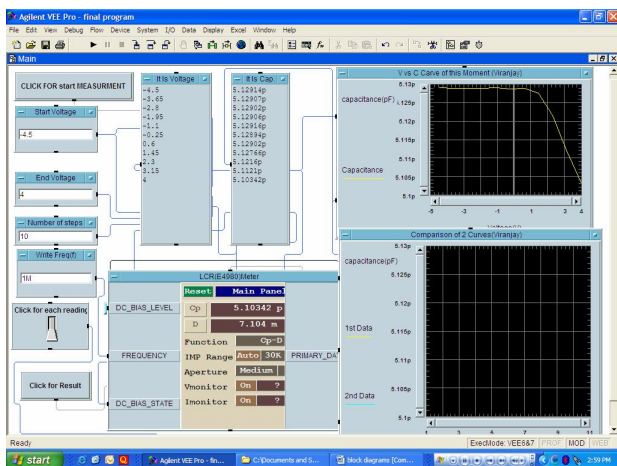 Agilent VEE Pro - final program
File Edit View Debug Flow Device System I/O Data Display Excel Window Help
Main
CLICK FOR start MEASURMENT
Start Voltage
-4.5
End Voltage
4
Number of steps
10
Write Freq(f)
1M
Click for each reading
Click for Result
It Is Voltage
-4.5
-3.65
-2.8
-1.95
-1.1
-0.25
0.6
1.45
2.3
3.15
4
It Is Cap
5.12914p
5.12907p
5.12902p
5.12906p
5.12916p
5.12894p
5.12902p
5.12766p
5.1216p
5.1121p
5.10342p
V vs C Carve of this Moment (Viranjay)
capacitance(pF)
Capacitance
5.13p
5.125p
5.12p
5.115p
5.11p
5.105p
5.1p
-5 -3 -1 1 3 4
Comparison of 2 Curves(Viranjay)
capacitance(pF)
1st Data
2nd Data
5.13p
5.125p
5.12p
5.115p
5.11p
5.105p
5.1p
1 3 5 7 9 11
LCR(E4980)Meter
DC_BIAS_LEVEL
FREQUENCY
DC_BIAS_STATE
PRIMARY_DA
Reset Main Pane
Cp 5.10342 p
D 7.104 m
Function Cp-D
IMP Range Auto 30K
Aperture Medium
Vmonitor On ?
Imonitor On ?
Ready
ExecMode: VEE6&7 PROF MOD WEB
start
Agilent VEE Pro - fin...
C:\Documents and S...
block diagrams [Com...
2:59 PM